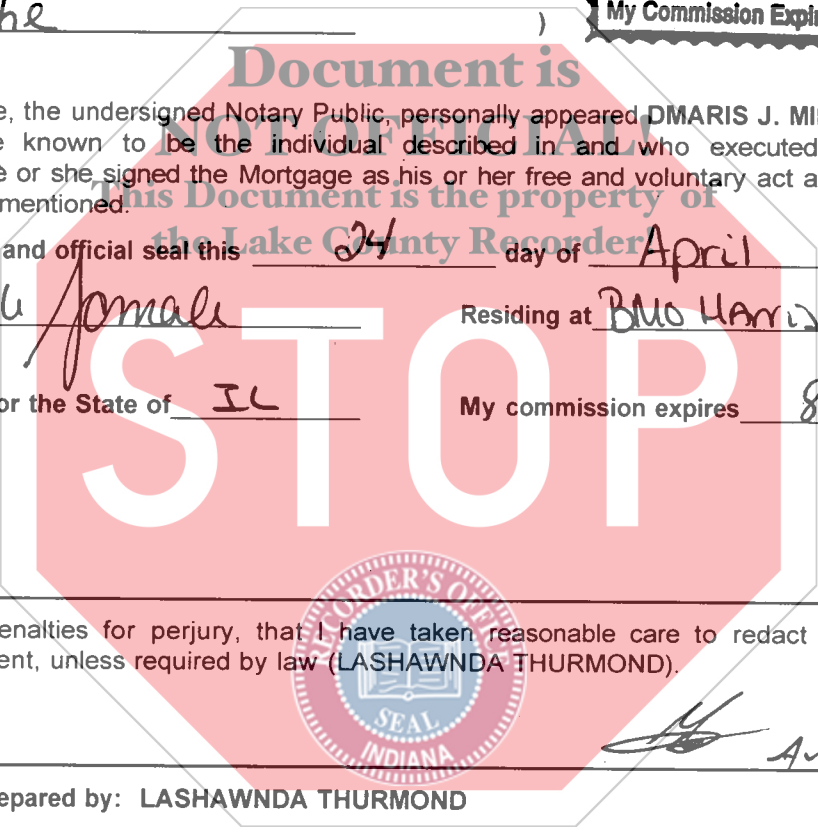 )
My Commission Expir
Document is
e, the undersigned Notary Public, personally appeared DMARIS J. MI
NOT OFFICIAL!
e known to be the individual described in and who executed
e or she signed the Mortgage as his or her free and voluntary act a
This Document is the property of
mentioned.
the Lake County Recorder!
and official seal this 24 day of April
Residing at BMO HARRIS
or the State of IL My commission expires 8
STOP
RECORDER'S OFFICE
enalties for perjury, that I have taken reasonable care to redact
ent, unless required by law (LASHAWNDA THURMOND).
SEAL
INDIANA
epared by: LASHAWNDA THURMOND